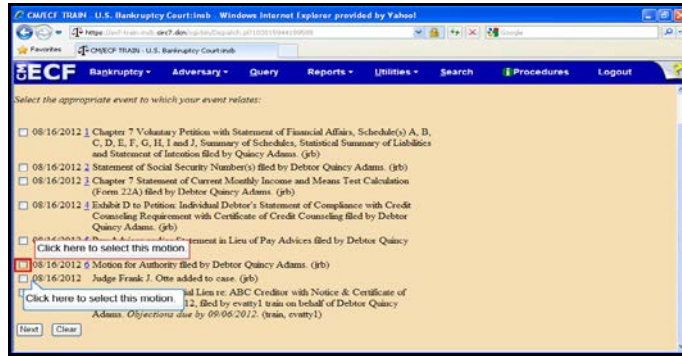 CM/ECF TRAIN - U.S. Bankruptcy Court:insb - Windows Internet Explorer provided by Yahoo!
Google
Favorites CM/ECF TRAIN - U.S. Bankruptcy Court:insb
ECF Bankruptcy Adversary Query Reports Utilities Search Procedures Logout
Select the appropriate event to which your event relates:
08/16/2012 1 Chapter 7 Voluntary Petition with Statement of Financial Affairs, Schedule(s) A, B,
C, D, E, F, G, H, I and J, Summary of Schedules, Statistical Summary of Liabilities
and Statement of Intention filed by Quincy Adams. (jrb)
08/16/2012 2 Statement of Social Security Number(s) filed by Debtor Quincy Adams. (jrb)
08/16/2012 3 Chapter 7 Statement of Current Monthly Income and Means Test Calculation
(Form 22A) filed by Debtor Quincy Adams. (jrb)
08/16/2012 4 Exhibit D to Petition: Individual Debtor's Statement of Compliance with Credit
Counseling Requirement with Certificate of Credit Counseling filed by Debtor
Quincy Adams. (jrb)
Statement in Lieu of Pay Advices filed by Debtor Quincy
Click here to select this motion
08/16/2012 6 Motion for Authority filed by Debtor Quincy Adams. (jrb)
08/16/2012 Judge Frank J. Otte added to case. (jrb)
Lien re: ABC Creditor with Notice & Certificate of
Click here to select this motion.
12, filed by evatty1 train on behalf of Debtor Quincy
Adams. Objections due by 09/06/2012. (train, evatty1)
Next Clear